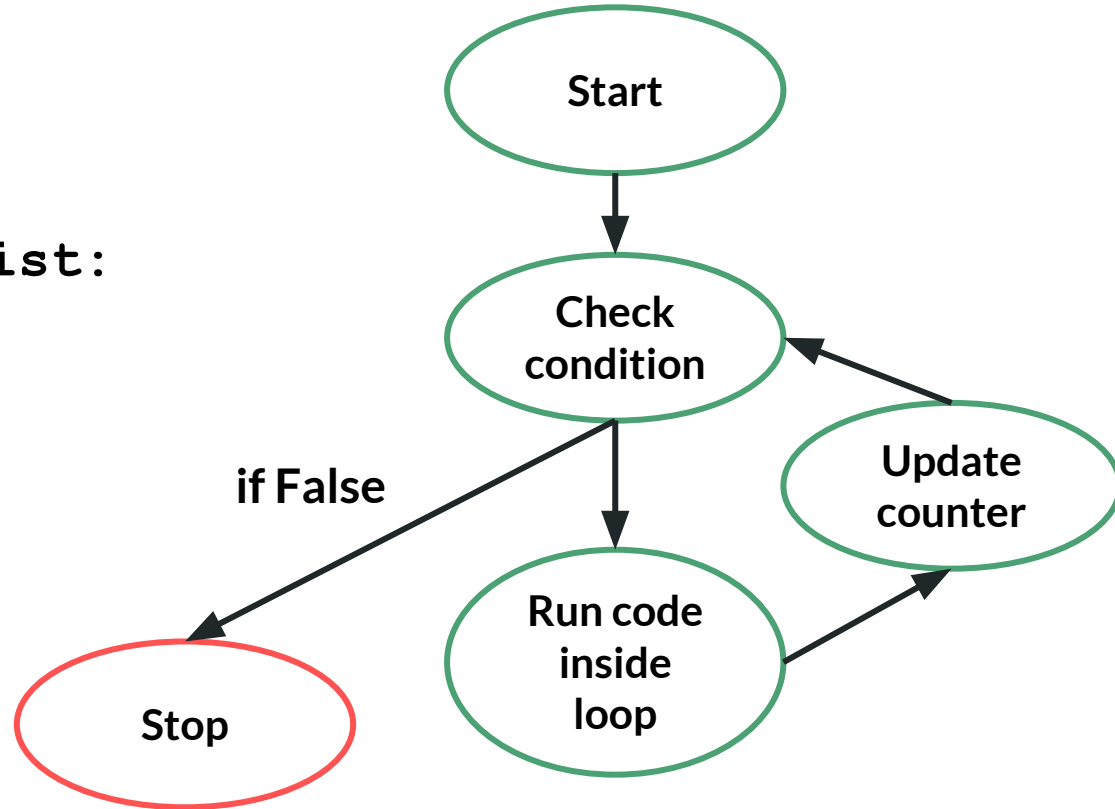 Start
ist:
Check
condition
if False
Update
counter
Run code
inside
loop
Stop